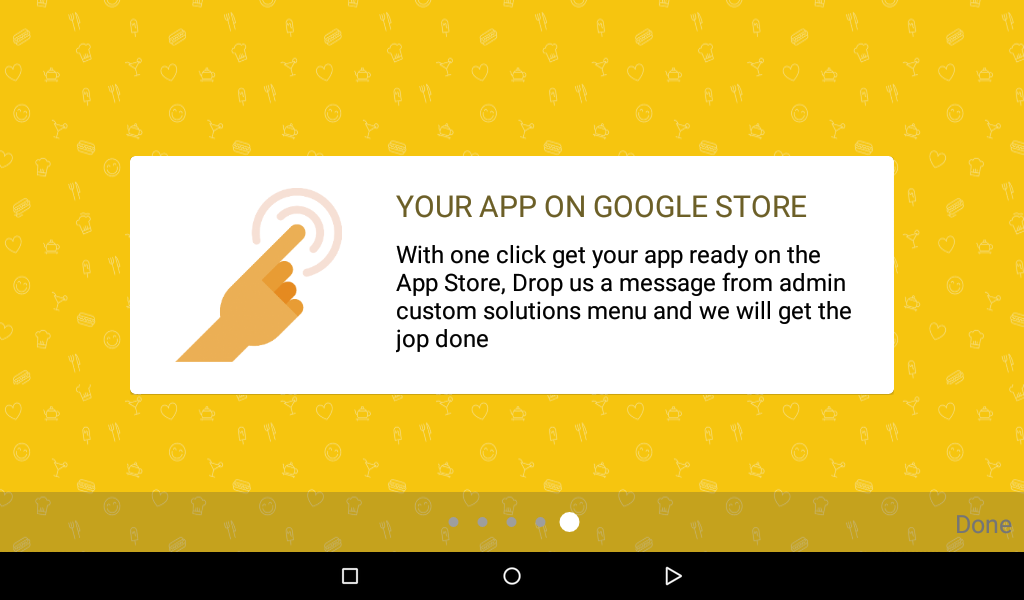 YOUR APP ON GOOGLE STORE
With one click get your app ready on the
App Store, Drop us a message from admin
custom solutions menu and we will get the
jop done
Done